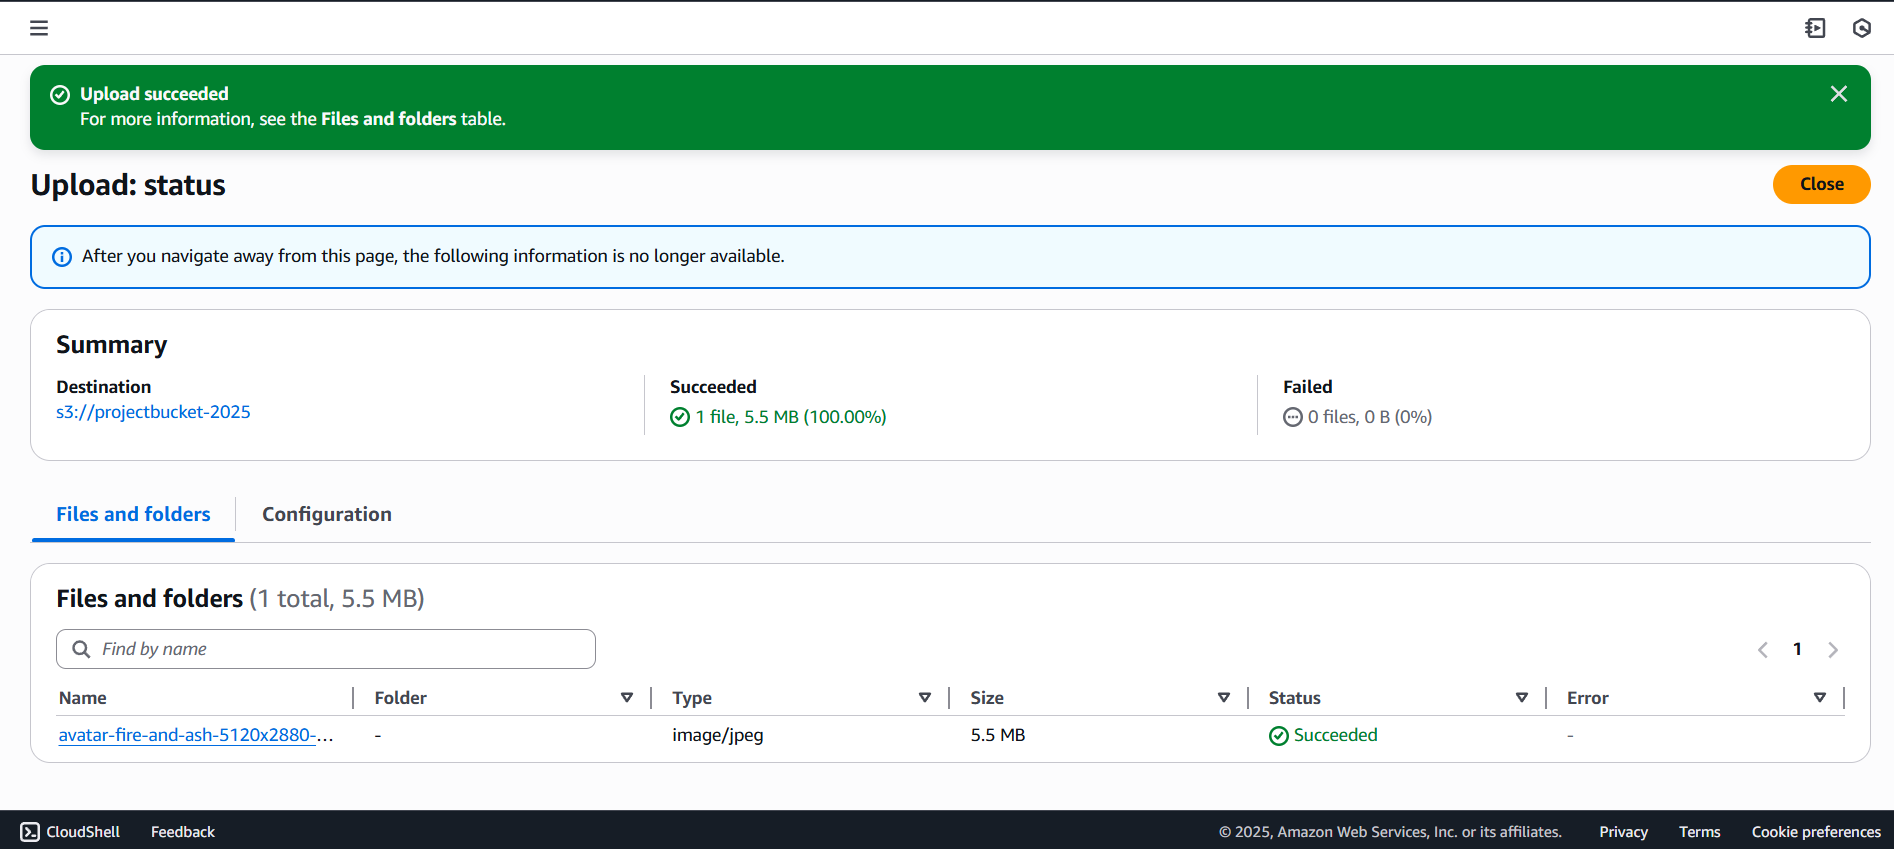 Upload succeeded
For more information, see the Files and folders table.
Upload: status
Close
After you navigate away from this page, the following information is no longer available.
Summary
Destination
s3://projectbucket-2025
Succeeded
1 file, 5.5 MB (100.00%)
Failed
0 files, 0 B (0%)
Files and folders
Configuration
Files and folders (1 total, 5.5 MB)
Find by name
1
Name Folder Type Size Status Error
avatar-fire-and-ash-5120x2880-... - image/jpeg 5.5 MB Succeeded -
CloudShell Feedback © 2025, Amazon Web Services, Inc. or its affiliates. Privacy Terms Cookie preferences